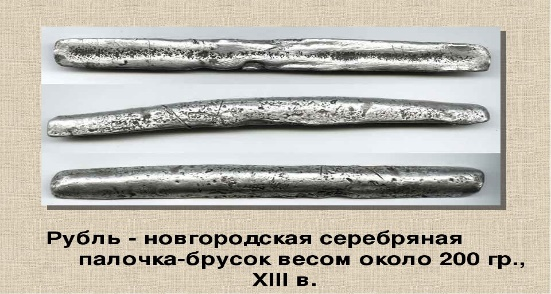 Рубль - новгородская серебряная
палочка-брусок весом около 200 гр.,
XIII в.